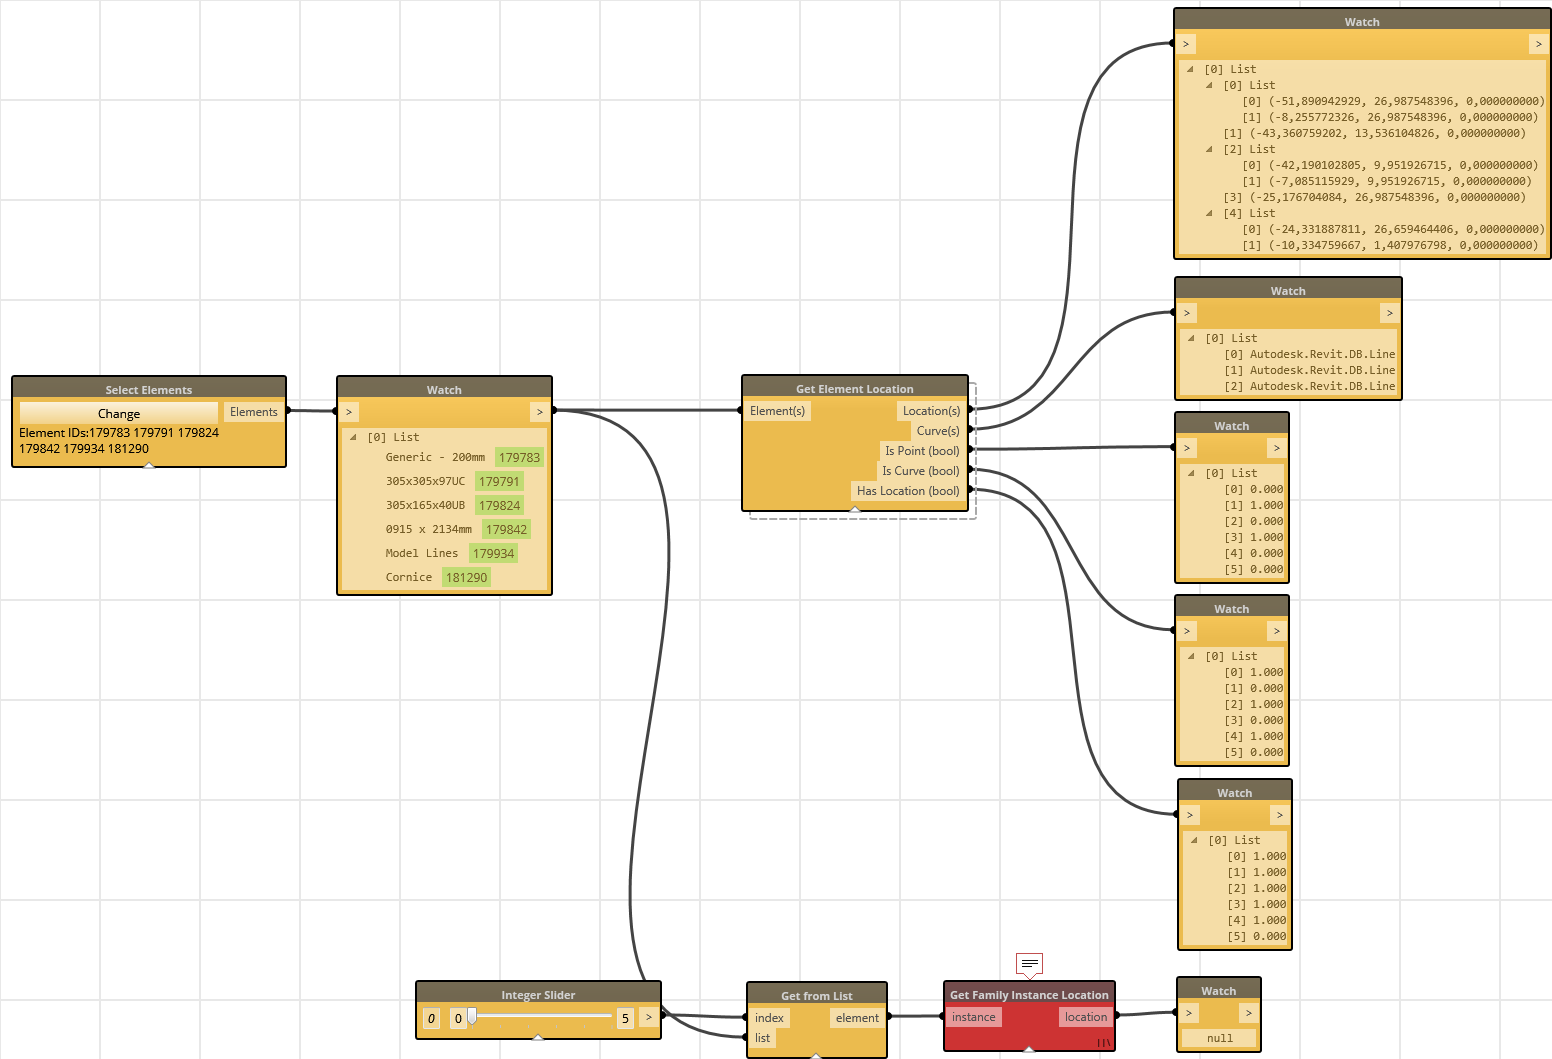 Select Elements
Change
Elements
Element IDs:179783 179791 179824
179842 179934 181290
Watch
>
>
[0] List
Generic - 200mm 179783
305x305x97UC 179791
305x165x40UB 179824
0915 x 2134mm 179842
Model Lines 179934
Cornice 181290
Get Element Location
Element(s)
Location(s)
Curve(s)
Is Point (bool)
Is Curve (bool)
Has Location (bool)
Watch
>
>
[0] List
[0] List
[0] (-51,890942929, 26,987548396, 0,000000000)
[1] (-8,255772326, 26,987548396, 0,000000000)
[1] (-43,360759202, 13,536104826, 0,000000000)
[2] List
[0] (-42,190102805, 9,951926715, 0,000000000)
[1] (-7,085115929, 9,951926715, 0,000000000)
[3] (-25,176704084, 26,987548396, 0,000000000)
[4] List
[0] (-24,331887811, 26,659464406, 0,000000000)
[1] (-10,334759667, 1,407976798, 0,000000000)
Watch
>
>
[0] List
[0] Autodesk.Revit.DB.Line
[1] Autodesk.Revit.DB.Line
[2] Autodesk.Revit.DB.Line
Watch
>
>
[0] List
[0] 0.000
[1] 1.000
[2] 0.000
[3] 1.000
[4] 0.000
[5] 0.000
Watch
>
>
[0] List
[0] 1.000
[1] 0.000
[2] 1.000
[3] 0.000
[4] 1.000
[5] 0.000
Watch
>
>
[0] List
[0] 1.000
[1] 1.000
[2] 1.000
[3] 1.000
[4] 1.000
[5] 0.000
Integer Slider
0
0
5
>
Get from List
index
element
list
Get Family Instance Location
instance
location
Watch
>
>
null